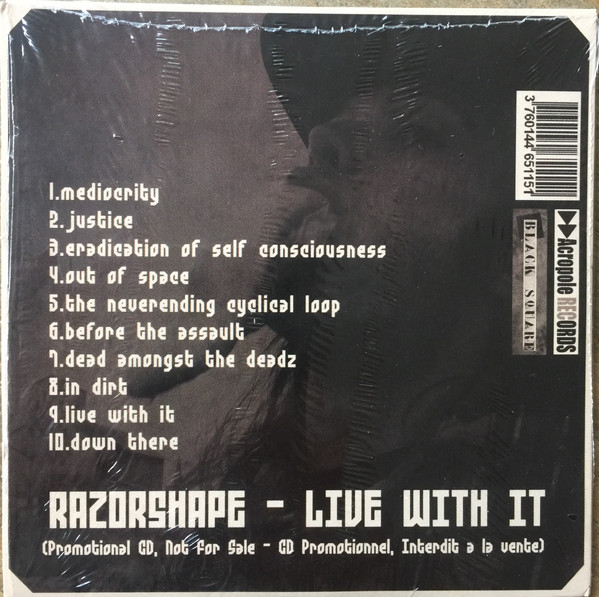 1.mediocrity
2.justice
3.eradication of self consciousness
4.out of space
5.the neverending cyclical loop
6.before the assault
7.dead amongst the deadz
8.in dirt
9.live with it
10.down there
RAZORSHAPE - LIVE WITH IT
(Promotional CD, Not For Sale - CD Promotionnel, Interdit a la vente)
3 760144 651151
BLACK SQUARE
Acropole RECORDS